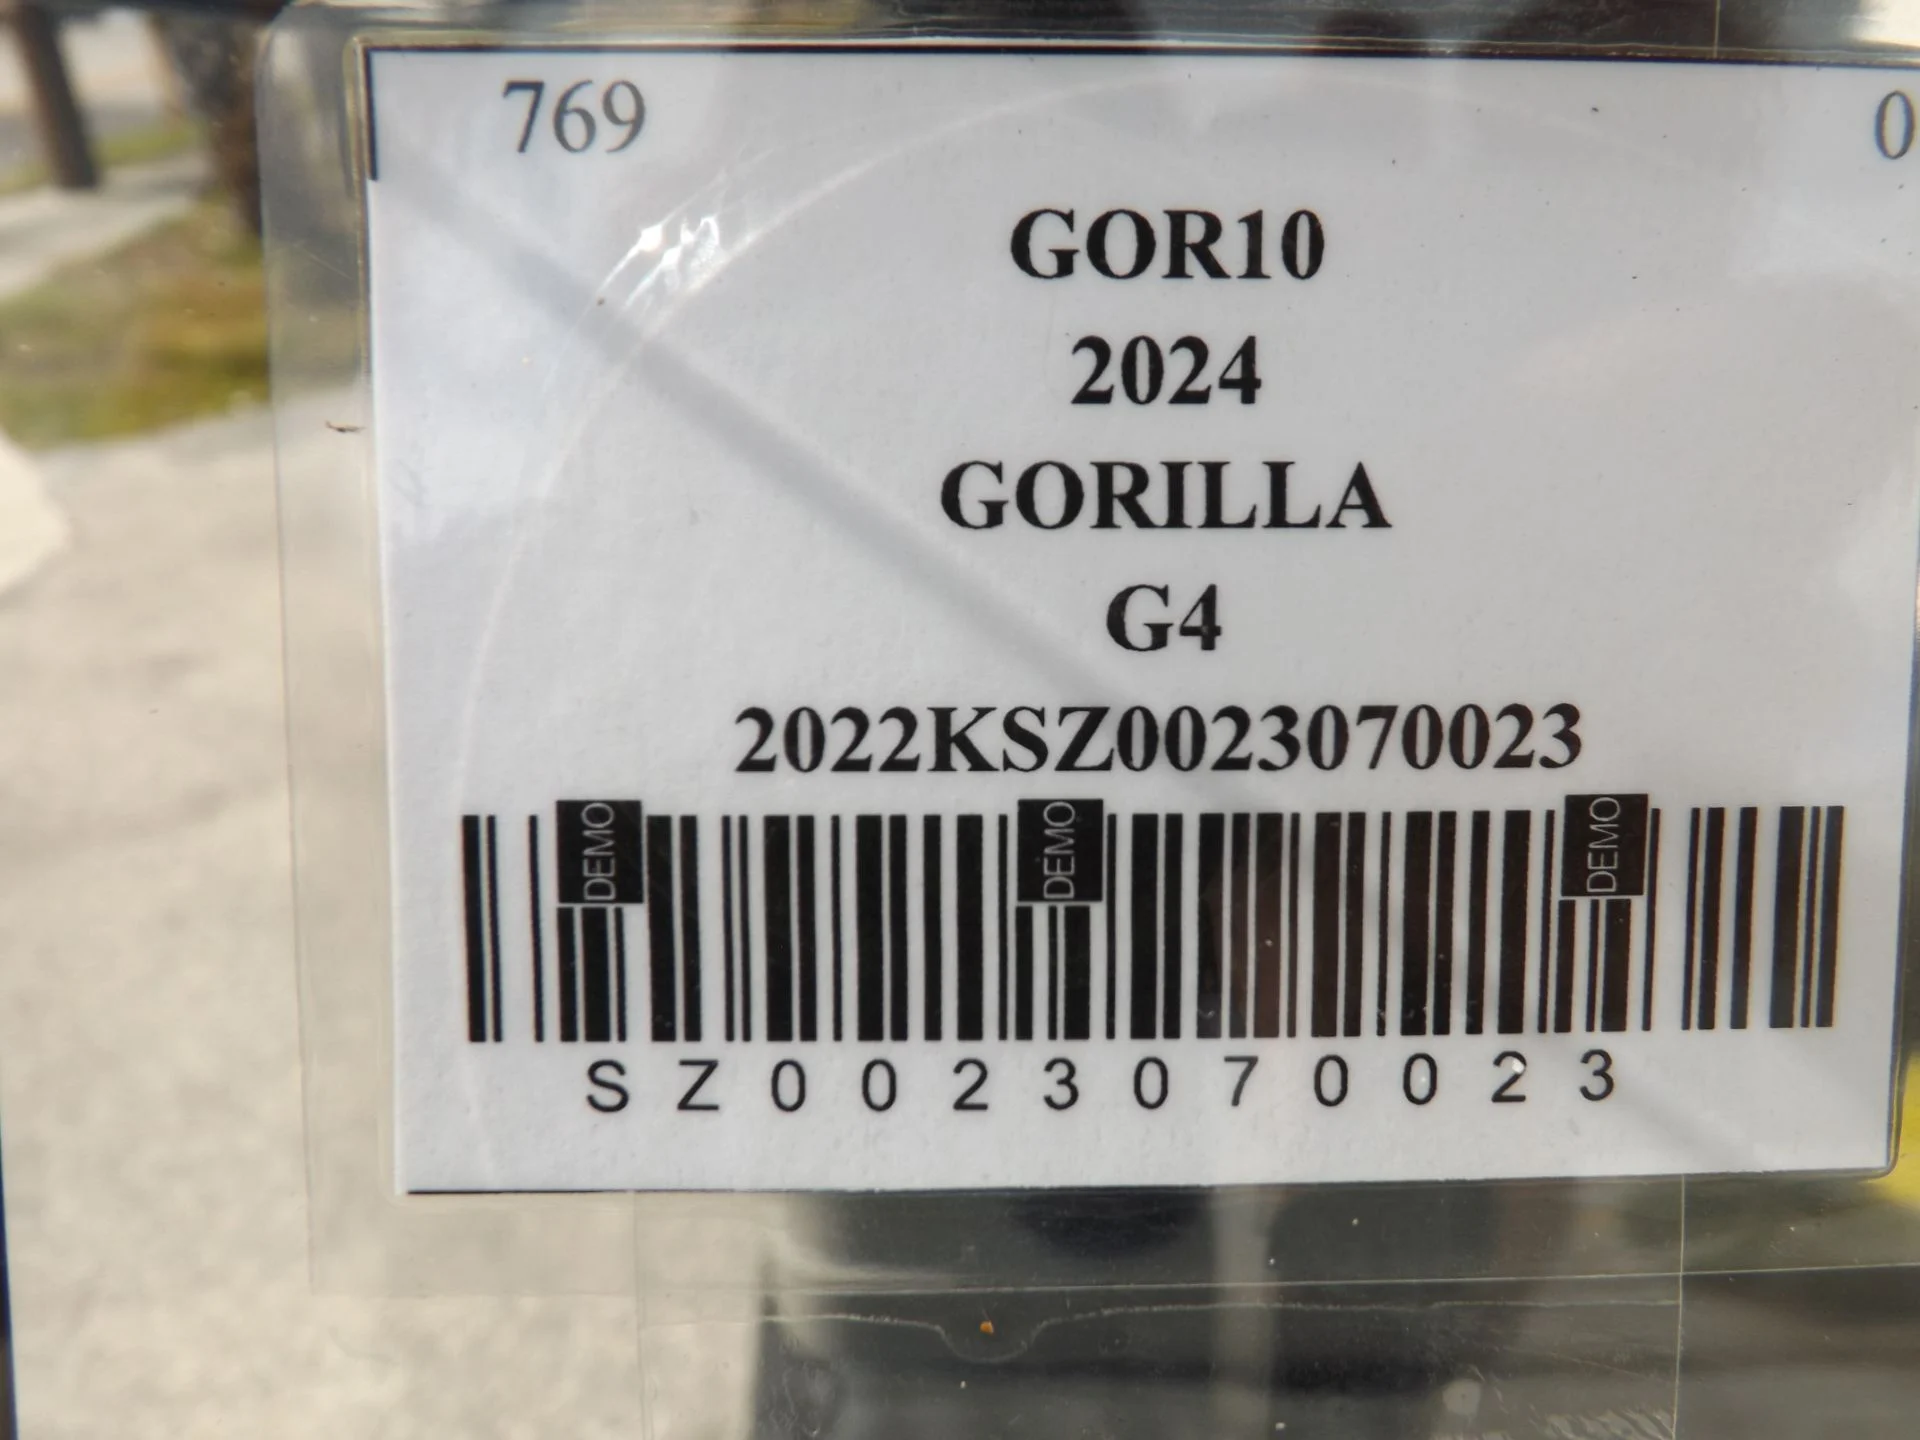 769 0
GOR10
2024
GORILLA
G4
2022KSZ0023070023
DEMO DEMO DEMO
SZ0023070023